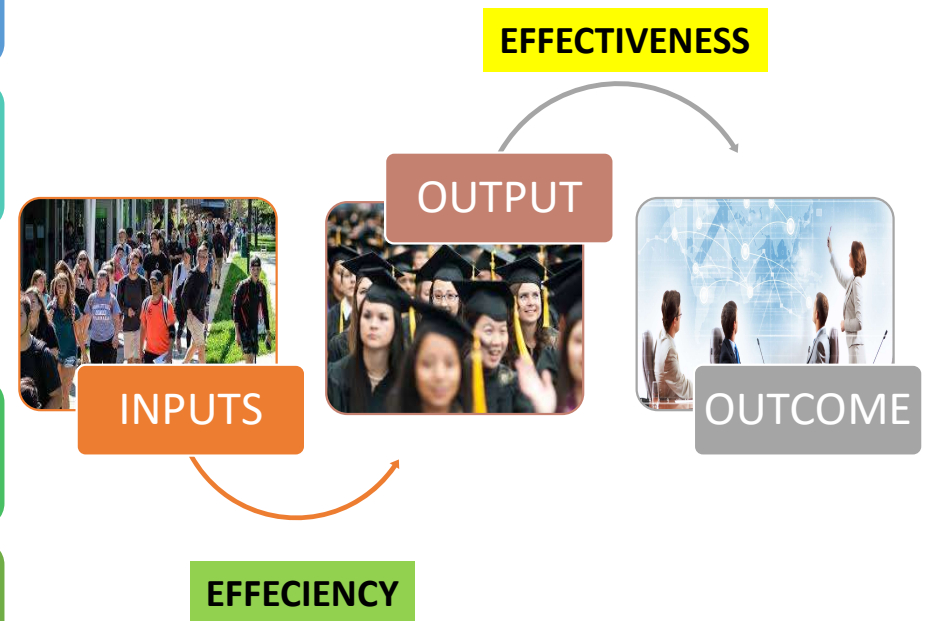 EFFECTIVENESS
OUTPUT
INPUTS
OUTCOME
EFFECIENCY